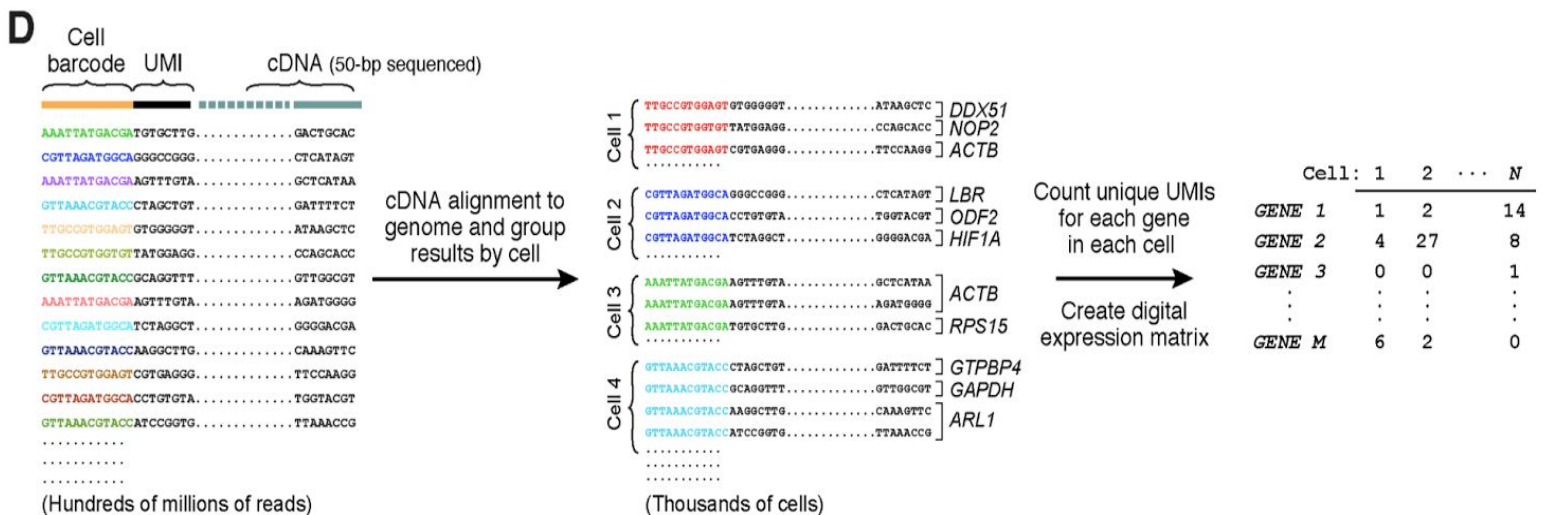 D
Cell
barcode UMI cDNA (50-bp sequenced)
AAATTATGACGATGTGCTTG............GACTGCAC
CGTTAGATGGCAGGGCCGGG............CTCATAGT
AAATTATGACGAAGTTTGTA............GCTCATAA
GTTAAACGTACCCTAGCTGT............GATTTTCT
TTGCCGTGGAGTGTGGGGGT............ATAAGCTC
TTGCCGTGGTGTTATGGAGG............CCAGCACC
GTTAAACGTACCGCAGGTTT............GTTGGCGT
AAATTATGACGAAGTTTGTA............AGATGGGG
CGTTAGATGGCATCTAGGCT............GGGGACGA
GTTAAACGTACCAAGGCTTG............CAAAGTTC
TTGCCGTGGAGTCGTGAGGG............TTCCAAGG
CGTTAGATGGCACCTGTGTA............TGGTACGT
GTTAAACGTACCATCCGGTG............TTAAACCG
...........
...........
...........
(Hundreds of millions of reads)
cDNA alignment to
genome and group
results by cell
Cell 1
TTGCCGTGGAGTGTGGGGGT............ATAAGCTC DDX51
TTGCCGTGGTGTTATGGAGG............CCAGCACC NOP2
TTGCCGTGGAGTCGTGAGGG............TTCCAAGG ACTB
...........
Cell 2
CGTTAGATGGCAGGGCCGGG............CTCATAGT LBR
CGTTAGATGGCACCTGTGTA............TGGTACGT ODF2
CGTTAGATGGCATCTAGGCT............GGGGACGA HIF1A
...........
Cell 3
AAATTATGACGAAGTTTGTA............GCTCATAA
ACTB
AAATTATGACGAAGTTTGTA............AGATGGGG
AAATTATGACGATGTGCTTG............GACTGCAC RPS15
...........
Cell 4
GTTAAACGTACCCTAGCTGT............GATTTTCT GTPBP4
GTTAAACGTACCGCAGGTTT............GTTGGCGT GAPDH
GTTAAACGTACCAAGGCTTG............CAAAGTTC
ARL1
GTTAAACGTACCATCCGGTG............TTAAACCG
...........
...........
...........
(Thousands of cells)
Count unique UMIs
for each gene
in each cell
Create digital
expression matrix
Cell: 1 2 ··· N
GENE 1 1 2 14
GENE 2 4 27 8
GENE 3 0 0 1
. . . .
. . . .
GENE M 6 2 0